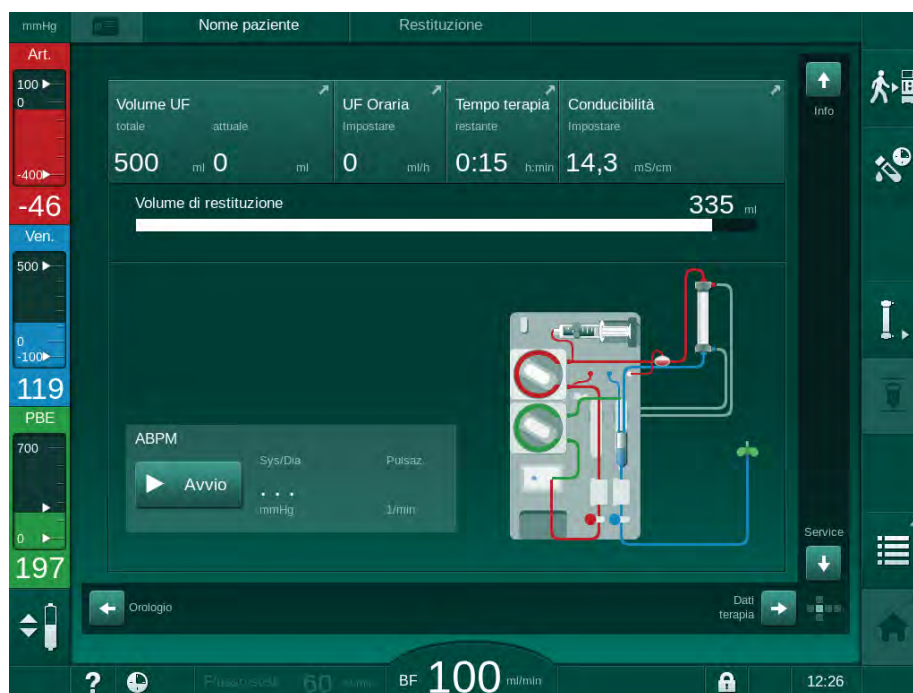 mmHg
Nome paziente
Restituzione
Art.
100
0
-400
-46
Ven.
500
0
-100
119
PBE
700
0
197
Volume UF
totale attuale
500 ml 0 ml
UF Oraria
Impostare
0 ml/h
Tempo terapia
restante
0:15 h:min
Conducibilità
Impostare
14,3 mS/cm
Volume di restituzione 335 ml
ABPM
Avvio
Sys/Dia
. . .
mmHg
Pulsaz.
1/min
Info
Service
Orologio
Dati
terapia
?
60
BF 100 ml/min
12:26